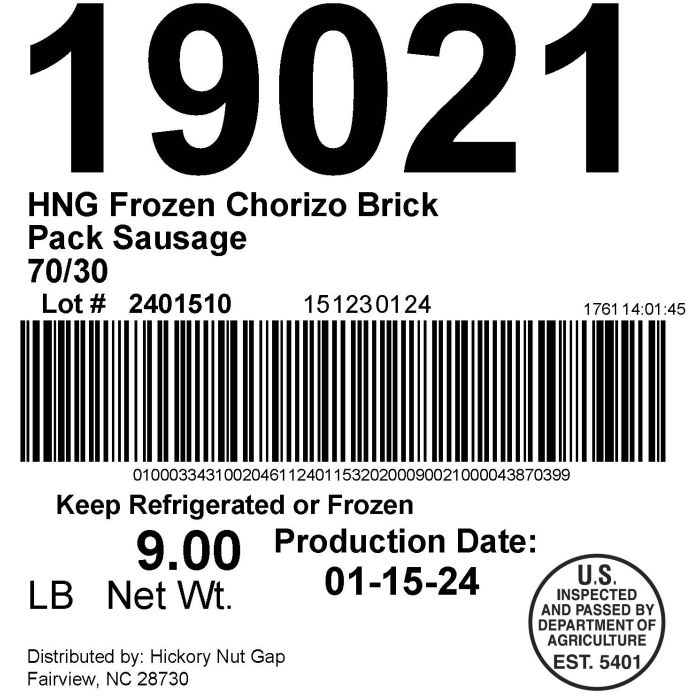 19021
HNG Frozen Chorizo Brick
Pack Sausage
70/30
Lot # 2401510 151230124 1761 14:01:45
01000334310020461124011532020009002100004387​0399
Keep Refrigerated or Frozen
9.00 Production Date:
LB Net Wt. 01-15-24
U.S.
INSPECTED
AND PASSED BY
DEPARTMENT OF
AGRICULTURE
EST. 5401
Distributed by: Hickory Nut Gap
Fairview, NC 28730